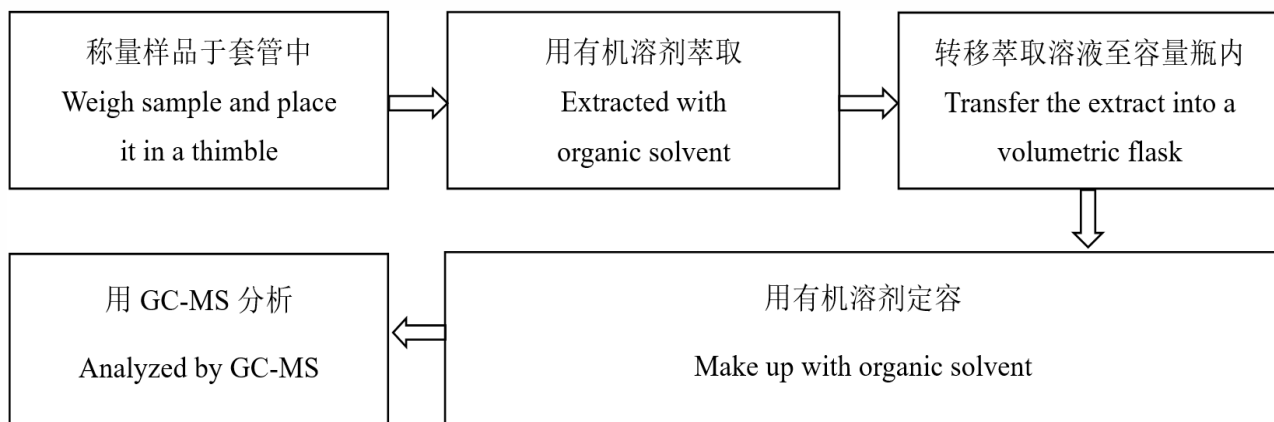 称量样品于套管中
Weigh sample and place
it in a thimble
用有机溶剂萃取
Extracted with
organic solvent
转移萃取溶液至容量瓶内
Transfer the extract into a
volumetric flask
用有机溶剂定容
Make up with organic solvent
用 GC-MS 分析
Analyzed by GC-MS